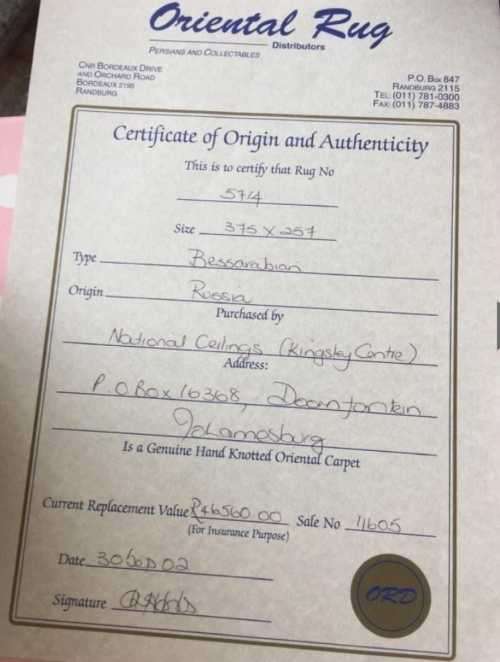 Oriental Rug
Distributors
PERSIANS AND COLLECTABLES
CNR BORDEAUX DRIVE
AND ORCHARD ROAD
BORDEAUX 2195
RANDBURG
P.O. BOX 847
RANDBURG 2115
TEL: (011) 781-0300
FAX: (011) 787-4883
Certificate of Origin and Authenticity
This is to certify that Rug No
5714
Size 375 x 257
Type Bessarabian
Origin Russia
Purchased by
National Ceilings (Kingsley Centre)
Address:
P.O Box 16368, Doornfontein
Johannesburg
Is a Genuine Hand Knotted Oriental Carpet
Current Replacement Value R46560.00 Sale No 11605
(For Insurance Purpose)
Date 30
Signature
ORD